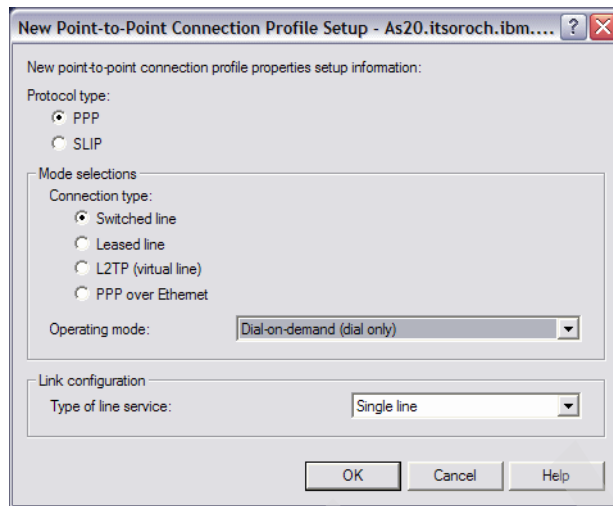 New Point-to-Point Connection Profile Setup - As20.itsoroch.ibm....
New point-to-point connection profile properties setup information:
Protocol type:
PPP
SLIP
Mode selections
Connection type:
Switched line
Leased line
L2TP (virtual line)
PPP over Ethernet
Operating mode: Dial-on-demand (dial only)
Link configuration
Type of line service: Single line
OK Cancel Help